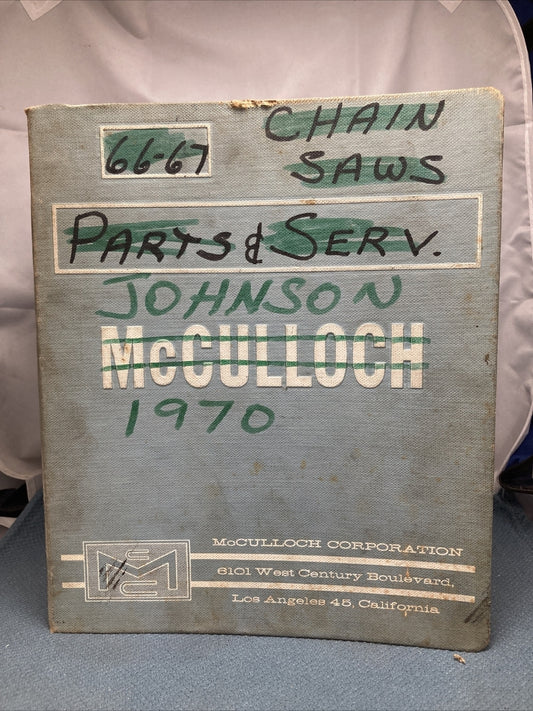 66-67
CHAIN
SAWS
PARTS & SERV.
JOHNSON
McCULLOCH
1970
McCULLOCH CORPORATION
6101 West Century Boulevard,
Los Angeles 45, California